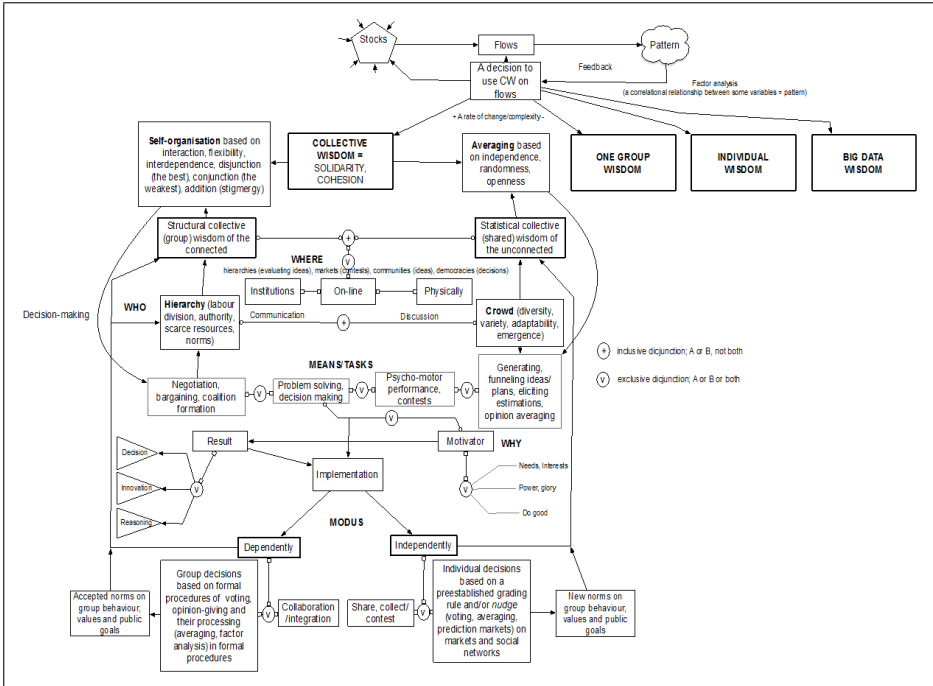 Stocks
Flows
Pattern
Feedback
A decision to
use CW on
flows
Factor analysis
(a correlational relationship between some variables = pattern)
+ A rate of change/complexity -
Self-organisation based on
interaction, flexibility,
interdependence, disjunction
(the best), conjunction (the
weakest), addition (stigmergy)
COLLECTIVE
WISDOM =
SOLIDARITY,
COHESION
Averaging based on
independence,
randomness,
openness
ONE GROUP
WISDOM
INDIVIDUAL
WISDOM
BIG DATA
WISDOM
Structural collective
(group) wisdom of the
connected
+
Statistical collective
(shared) wisdom of
the unconnected
v
WHERE
hierarchies (evaluating ideas), markets (contests), communities (ideas), democracies (decisions)
Institutions
On-line
Physically
WHO
Decision-making
Hierarchy (labour
division, authority,
scarce resources,
norms)
Communication
+
Discussion
Crowd (diversity,
variety, adaptability,
emergence)
+ inclusive disjunction; A or B, not both
v exclusive disjunction; A or B or both
MEANS/TASKS
Negotiation,
bargaining, coalition
formation
v
Problem solving,
decision making
v
Psycho-motor
performance,
contests
v
Generating,
funneling ideas/
plans, eliciting
estimations,
opinion averaging
v
Result
Motivator
WHY
Decision
Innovation
Reasoning
v
Implementation
v
Needs, Interests
Power, glory
Do good
MODUS
Dependently
Independently
Accepted norms on
group behaviour,
values and public
goals
Group decisions
based on formal
procedures of voting,
opinion-giving and
their processing
(averaging, factor
analysis) in formal
procedures
v
Collaboration
/integration
Share, collect/
contest
v
Individual decisions
based on a
preestablished grading
rule and/or nudge
(voting, averaging,
prediction markets) on
markets and social
networks
New norms on
group behaviour,
values and public
goals